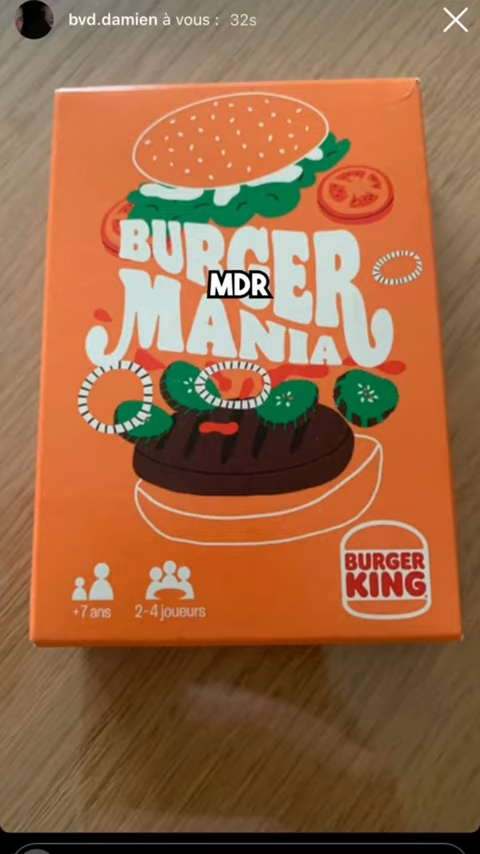 bvd.damien à vous : 32s
BURGER
MANIA
MDR
+7 ans
2-4 joueurs
BURGER
KING